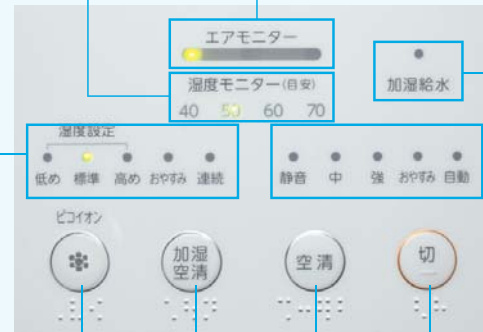 エアモニター
湿度モニター(目安)
40 50 60 70
加湿給水
湿度設定
低め 標準 高め おやすみ 連続
静音 中 強 おやすみ 自動
ピコイオン
加湿
空清
空清
切